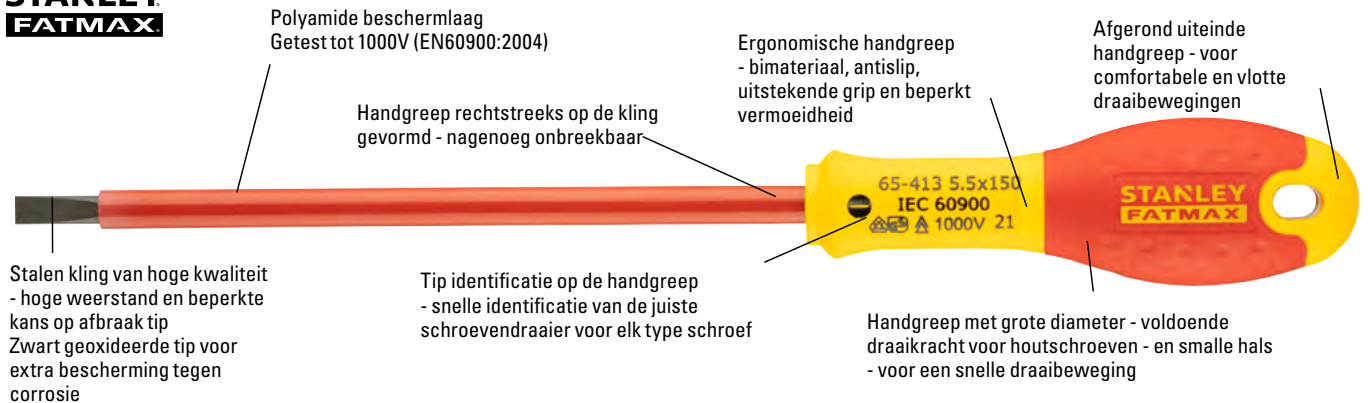 STANLEY
FATMAX
Polyamide beschermlaag
Getest tot 1000V (EN60900:2004)
Handgreep rechtstreeks op de kling
gevormd - nagenoeg onbreekbaar
Ergonomische handgreep
- bimateriaal, antislip,
uitstekende grip en beperkt
vermoeidheid
Afgerond uiteinde
handgreep - voor
comfortabele en vlotte
draaibewegingen
65-413 5.5x150
IEC 60900
1000V 21
STANLEY
FATMAX
Stalen kling van hoge kwaliteit
- hoge weerstand en beperkte
kans op afbraak tip
Zwart geoxideerde tip voor
extra bescherming tegen
corrosie
Tip identificatie op de handgreep
- snelle identificatie van de juiste
schroevendraaier voor elk type schroef
Handgreep met grote diameter - voldoende
draaikracht voor houtschroeven - en smalle hals
- voor een snelle draaibeweging